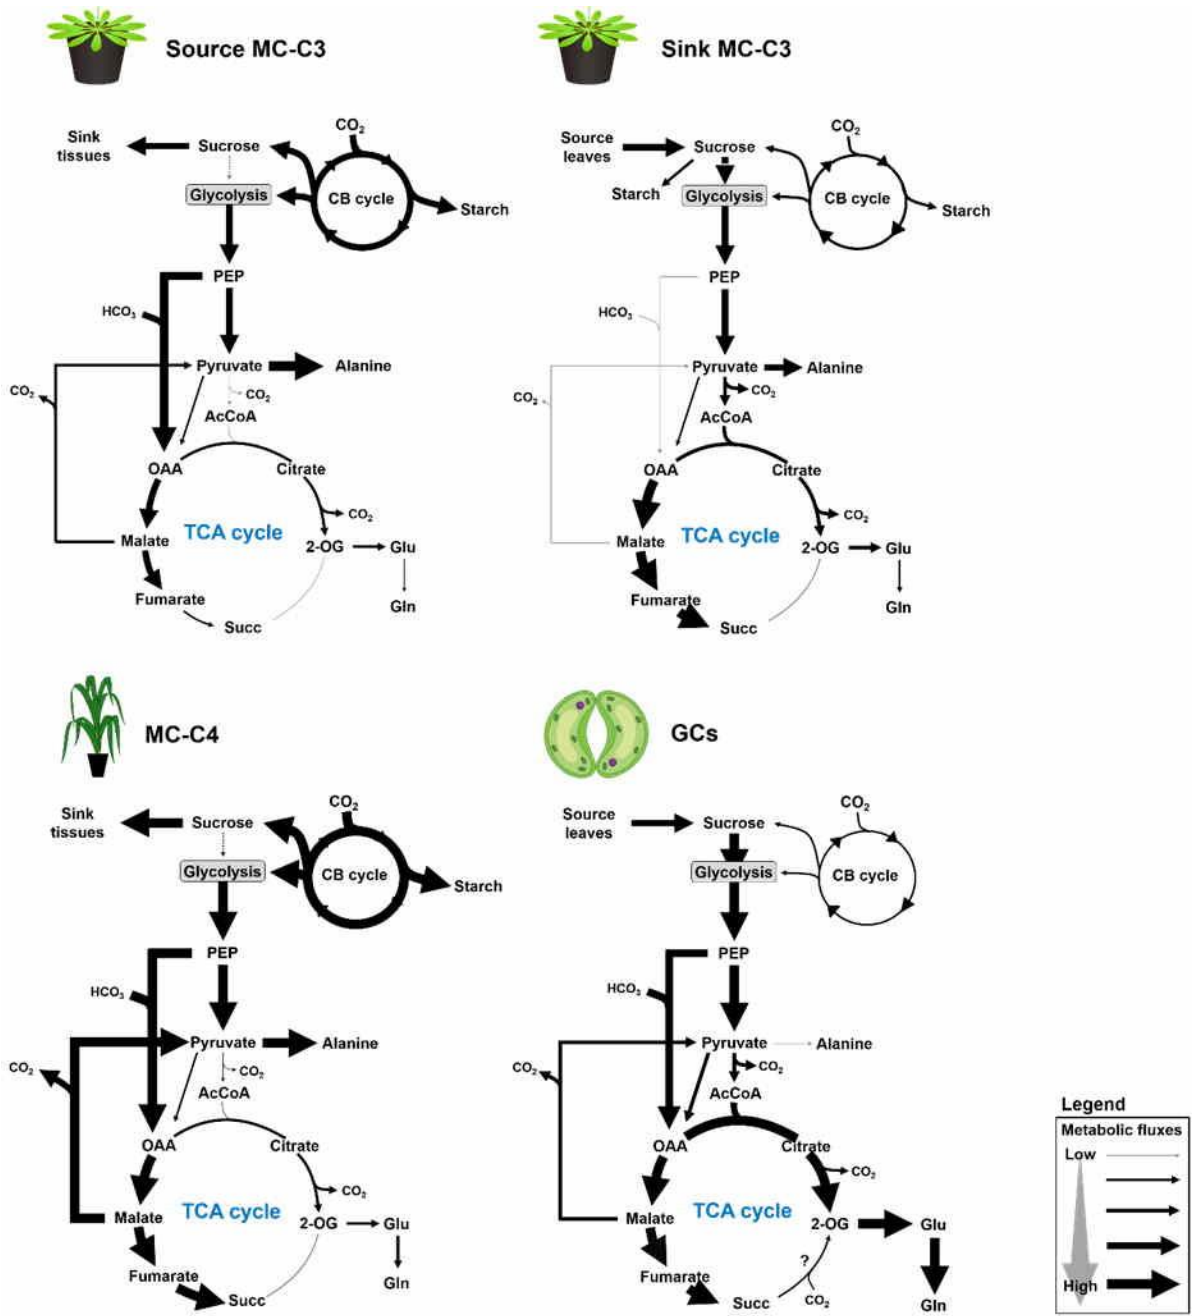 Source MC-C3
CO2
Sink
tissues
Sucrose
Glycolysis
CB cycle
Starch
PEP
HCO3
Pyruvate
Alanine
CO2
CO2
AcCoA
OAA
Citrate
CO2
TCA cycle
Malate
2-OG
Glu
Fumarate
Gln
Succ
Sink MC-C3
CO2
Source
leaves
Sucrose
Starch
Glycolysis
CB cycle
Starch
PEP
HCO3
Pyruvate
Alanine
CO2
CO2
AcCoA
OAA
Citrate
CO2
TCA cycle
Malate
2-OG
Glu
Fumarate
Gln
Succ
MC-C4
CO2
Sink
tissues
Sucrose
Glycolysis
CB cycle
Starch
PEP
HCO3
Pyruvate
Alanine
CO2
CO2
AcCoA
OAA
Citrate
CO2
TCA cycle
Malate
2-OG
Glu
Fumarate
Gln
Succ
GCs
CO2
Source
leaves
Sucrose
Glycolysis
CB cycle
PEP
HCO3
Pyruvate
Alanine
CO2
CO2
AcCoA
OAA
Citrate
CO2
TCA cycle
Malate
2-OG
Glu
?
Fumarate
CO2
Succ
Gln
Legend
Metabolic fluxes
Low
High